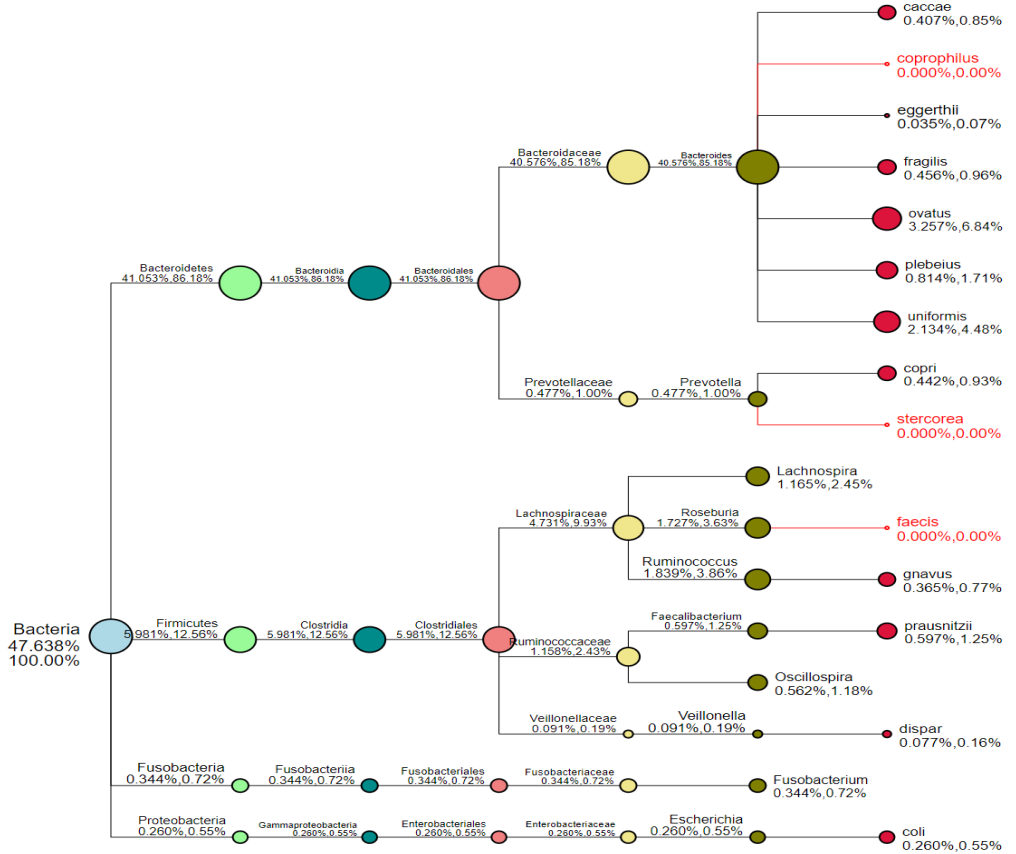 caccae
0.407%,0.85%
coprophilus
0.000%,0.00%
eggerthii
0.035%,0.07%
Bacteroidaceae
40.576%,85.18%
Bacteroides
40.576%,85.18%
fragilis
0.456%,0.96%
ovatus
3.257%,6.84%
Bacteroidetes
41.053%,86.18%
Bacteroidia
41.053%,86.18%
Bacteroidales
41.053%,86.18%
plebeius
0.814%,1.71%
uniformis
2.134%,4.48%
Prevotellaceae
0.477%,1.00%
Prevotella
0.477%,1.00%
copri
0.442%,0.93%
stercorea
0.000%,0.00%
Lachnospira
1.165%,2.45%
Lachnospiraceae
4.731%,9.93%
Roseburia
1.727%,3.63%
faecis
0.000%,0.00%
Ruminococcus
1.839%,3.86%
gnavus
0.365%,0.77%
Bacteria
47.638%
100.00%
Firmicutes
5.981%,12.56%
Clostridia
5.981%,12.56%
Clostridiales
5.981%,12.56%
Ruminococcaceae
1.158%,2.43%
Faecalibacterium
0.597%,1.25%
prausnitzii
0.597%,1.25%
Oscillospira
0.562%,1.18%
Veillonellaceae
0.091%,0.19%
Veillonella
0.091%,0.19%
dispar
0.077%,0.16%
Fusobacteria
0.344%,0.72%
Fusobacteriia
0.344%,0.72%
Fusobacteriales
0.344%,0.72%
Fusobacteriaceae
0.344%,0.72%
Fusobacterium
0.344%,0.72%
Proteobacteria
0.260%,0.55%
Gammaproteobacteria
0.260%,0.55%
Enterobacteriales
0.260%,0.55%
Enterobacteriaceae
0.260%,0.55%
Escherichia
0.260%,0.55%
coli
0.260%,0.55%